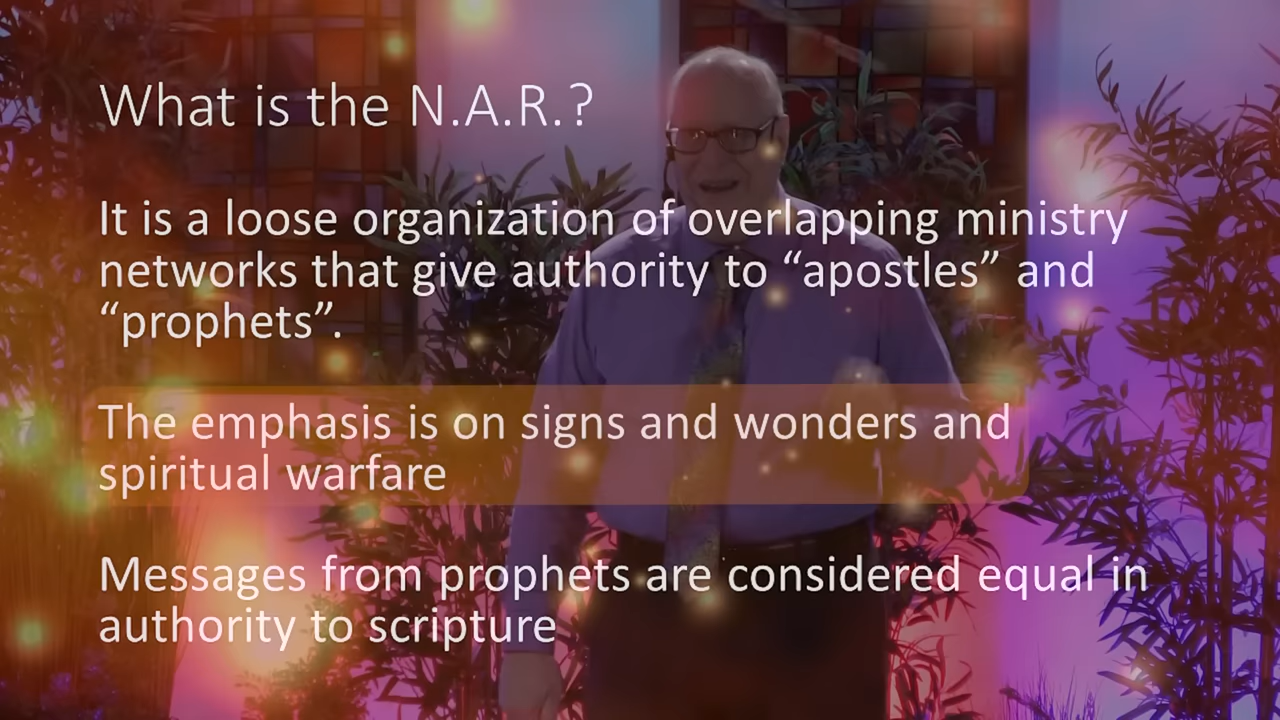 What is the N.A.R.?
It is a loose organization of overlapping ministry
networks that give authority to “apostles” and
“prophets”.
The emphasis is on signs and wonders and
spiritual warfare
Messages from prophets are considered equal in
authority to scripture